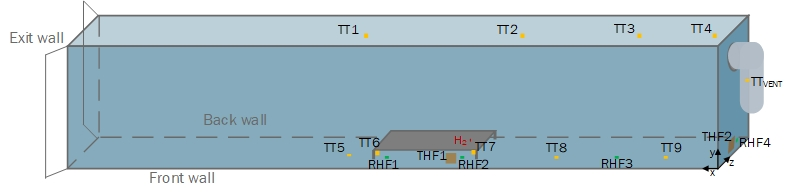 TT1
TT2
TT3
TT4
Exit wall
TTVENT
Back wall
H2
THF2
RHF4
TT5
TT6
THF1
TT7
TT8
TT9
RHF1
RHF2
RHF3
y
z
x
Front wall